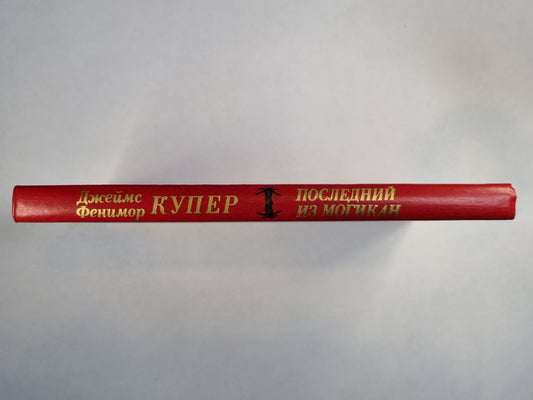 Джеймс
Фенимор
КУПЕР
ПОСЛЕДНИЙ
ИЗ МОГИКАН